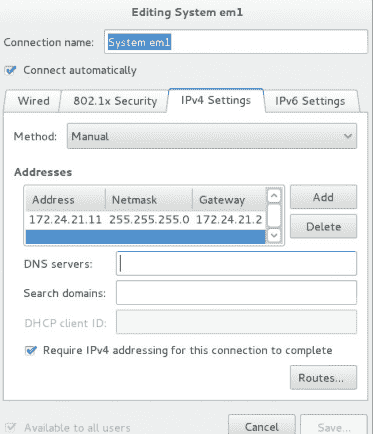 Editing System em1
Connection name: System em1
Connect automatically
Wired 802.1x Security IPv4 Settings IPv6 Settings
Method: Manual
Addresses
Address Netmask Gateway Add
172.24.21.11 255.255.255.0 172.24.21.2
Delete
DNS servers:
Search domains:
DHCP client ID:
Require IPv4 addressing for this connection to complete
Routes...
Available to all users Cancel Save...